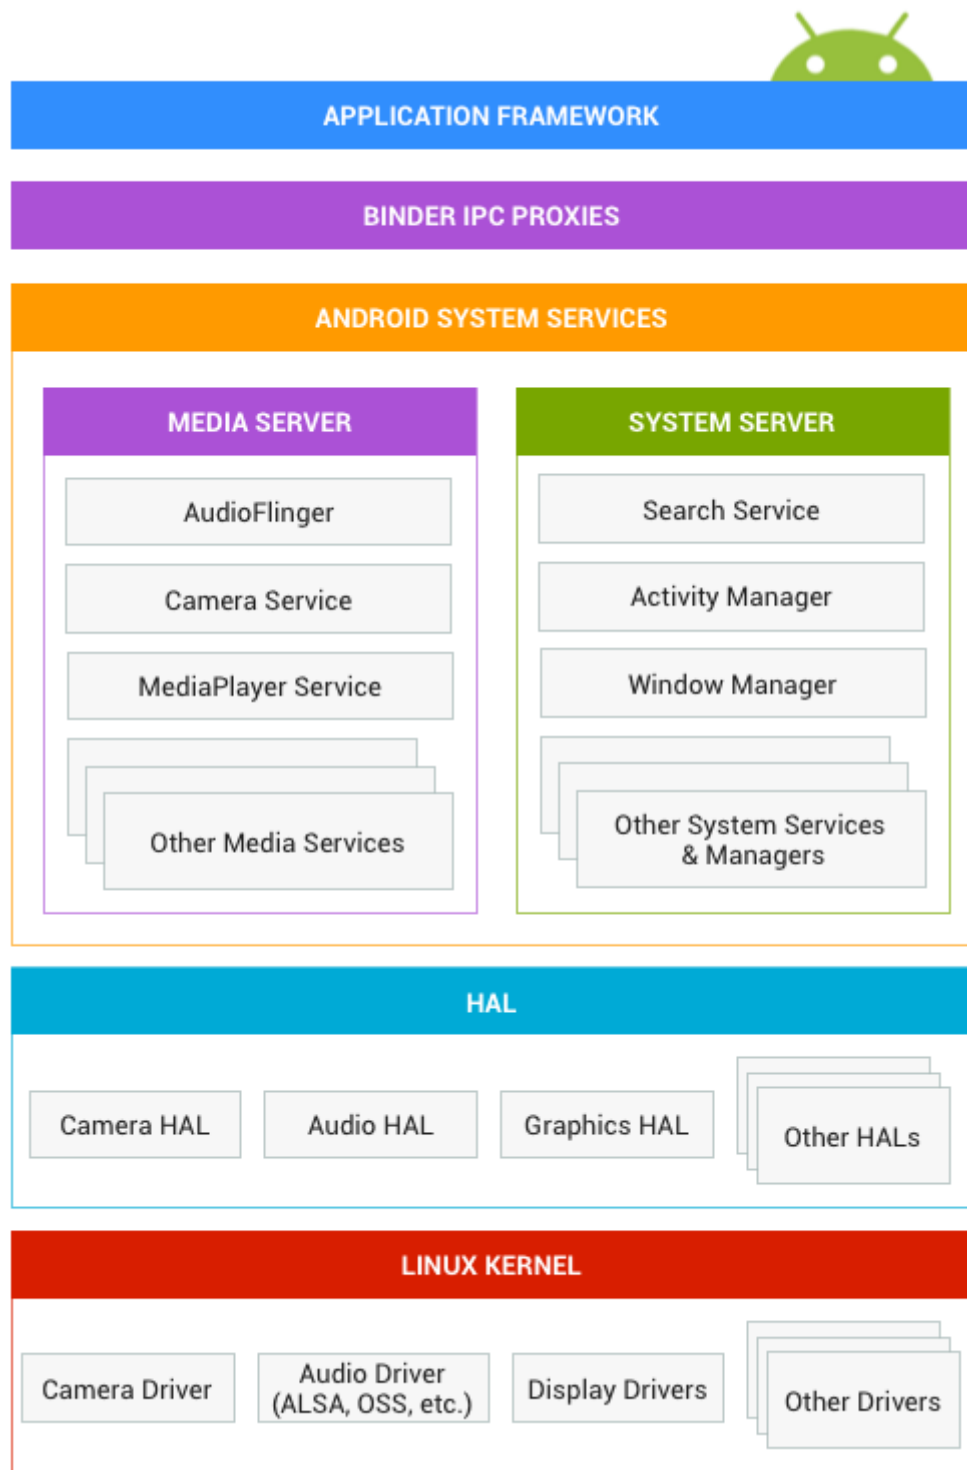 APPLICATION FRAMEWORK
BINDER IPC PROXIES
ANDROID SYSTEM SERVICES
MEDIA SERVER
AudioFlinger
Camera Service
MediaPlayer Service
Other Media Services
SYSTEM SERVER
Search Service
Activity Manager
Window Manager
Other System Services
& Managers
HAL
Camera HAL
Audio HAL
Graphics HAL
Other HALs
LINUX KERNEL
Camera Driver
Audio Driver
(ALSA, OSS, etc.)
Display Drivers
Other Drivers